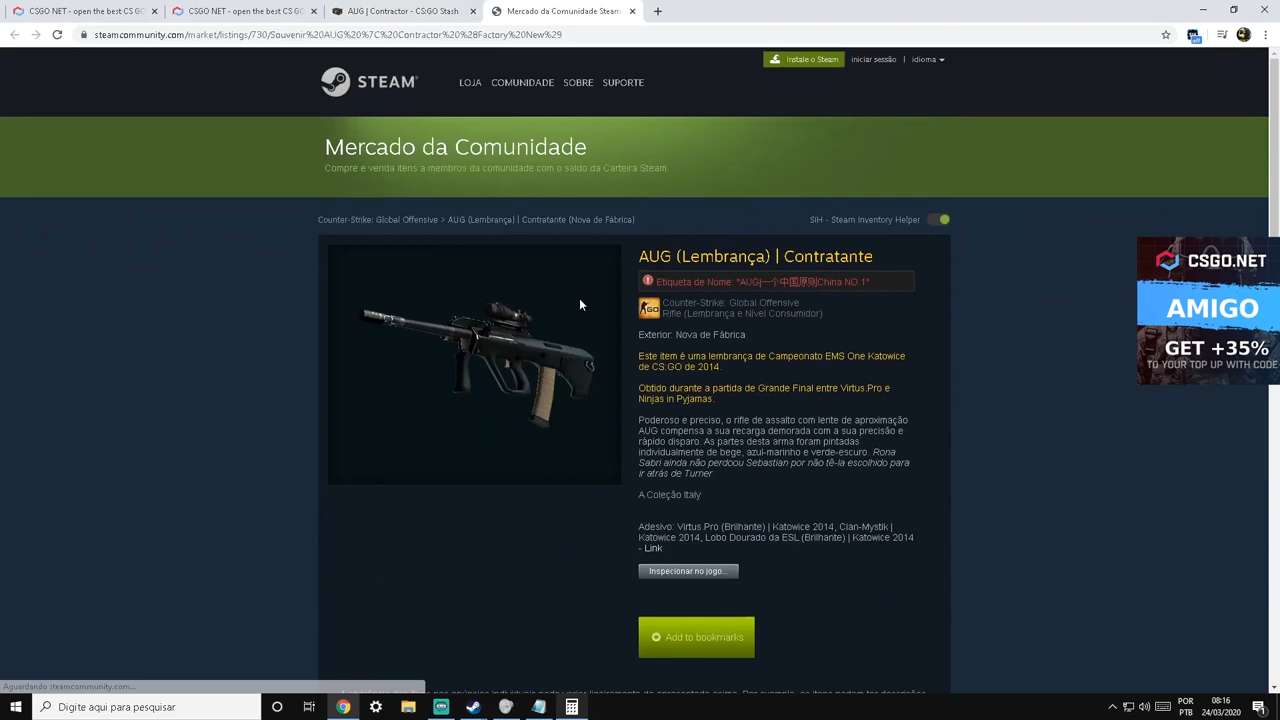 CSGO.NET - the best CS:GO
CSGO.NET - the best CS GO
AUG | Contractor - CS:GO Stash
Mercado da Comunidade Steam
steamcommunity.com/market/listings/730/Souvenir%20AUG%20%7C%20Contractor%20%28Factory%20New%29
off
Instale o Steam
iniciar sessão | idioma
STEAM
LOJA COMUNIDADE SOBRE SUPORTE
Mercado da Comunidade
Compre e venda itens a membros da comunidade com o saldo da Carteira Steam.
Counter-Strike: Global Offensive > AUG (Lembrança) | Contratante (Nova de Fábrica)
SIH - Steam Inventory Helper
AUG (Lembrança) | Contratante
Etiqueta de Nome: "AUG|一个中国原则China NO.1"
Counter-Strike: Global Offensive
Rifle (Lembrança e Nível Consumidor)
Exterior: Nova de Fábrica
Este item é uma lembrança de Campeonato EMS One Katowice
de CS:GO de 2014.
Obtido durante a partida de Grande Final entre Virtus.Pro e
Ninjas in Pyjamas.
Poderoso e preciso, o rifle de assalto com lente de aproximação
AUG compensa a sua recarga demorada com a sua precisão e
rápido disparo. As partes desta arma foram pintadas
individualmente de bege, azul-marinho e verde-escuro. Rona
Sabri ainda não perdoou Sebastian por não tê-la escolhido para
ir atrás de Turner
A Coleção Italy
Adesivo: Virtus.Pro (Brilhante) | Katowice 2014, Clan-Mystik |
Katowice 2014, Lobo Dourado da ESL (Brilhante) | Katowice 2014
- Link
Inspecionar no jogo...
Add to bookmarks
CSGO.NET
AMIGO
GET +35%
TO YOUR TOP UP WITH CODE
Aguardando steamcommunity.com...
Digite aqui para pesquisar
POR
PTB
08:16
24/03/2020